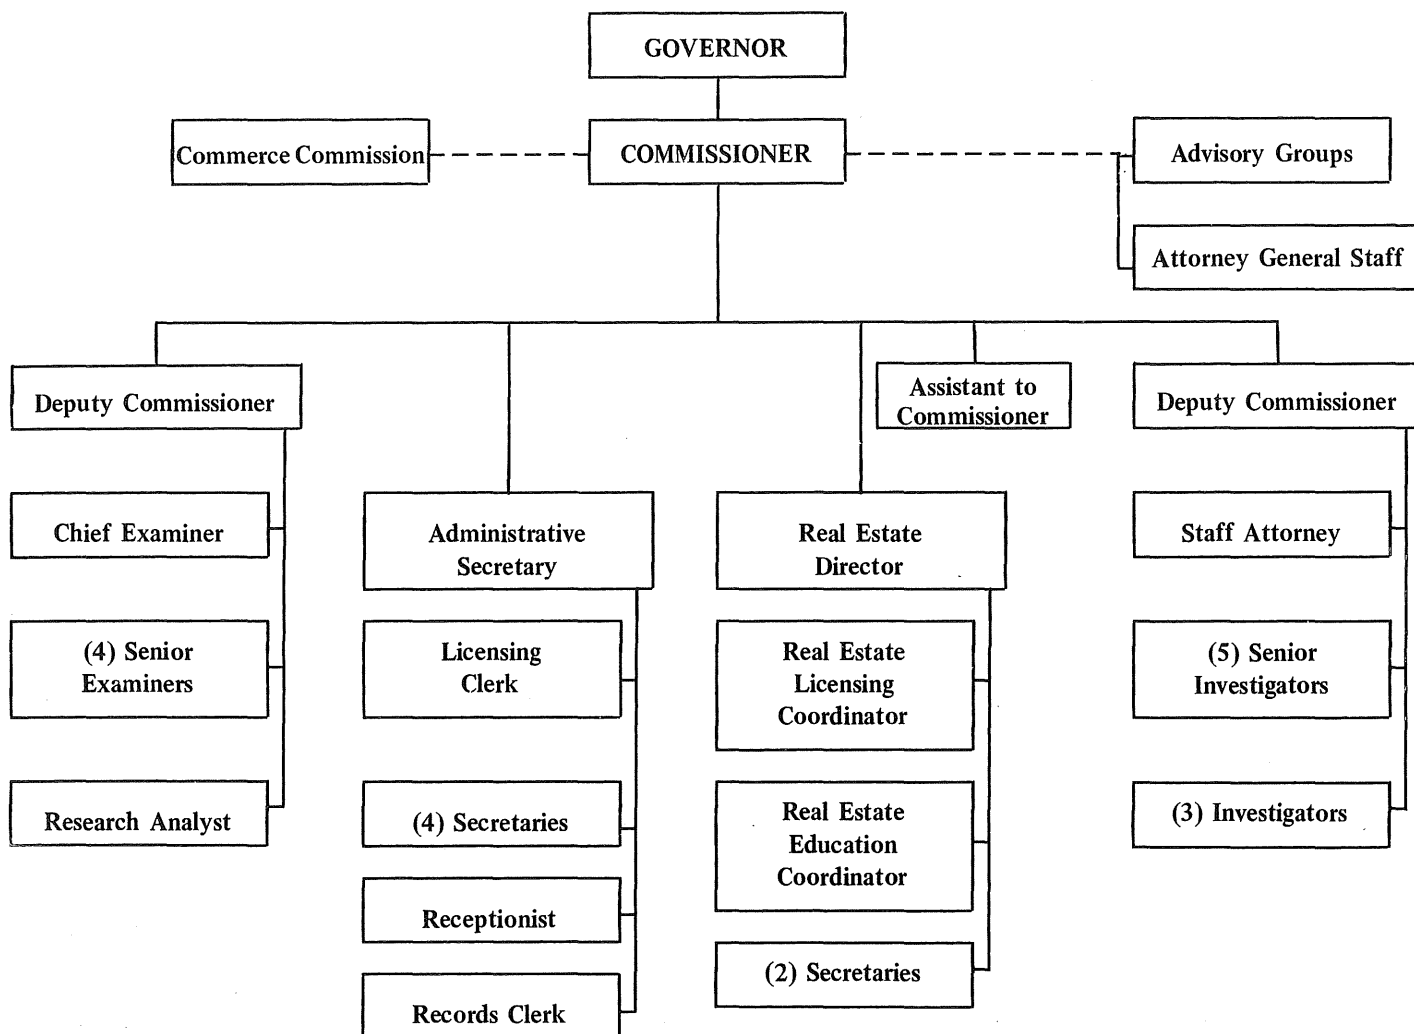 GOVERNOR
Commerce Commission
COMMISSIONER
Advisory Groups
Attorney General Staff
Deputy Commissioner
Assistant to
Commissioner
Deputy Commissioner
Chief Examiner
(4) Senior
Examiners
Research Analyst
Administrative
Secretary
Licensing
Clerk
(4) Secretaries
Receptionist
Records Clerk
Real Estate
Director
Real Estate
Licensing
Coordinator
Real Estate
Education
Coordinator
(2) Secretaries
Staff Attorney
(5) Senior
Investigators
(3) Investigators